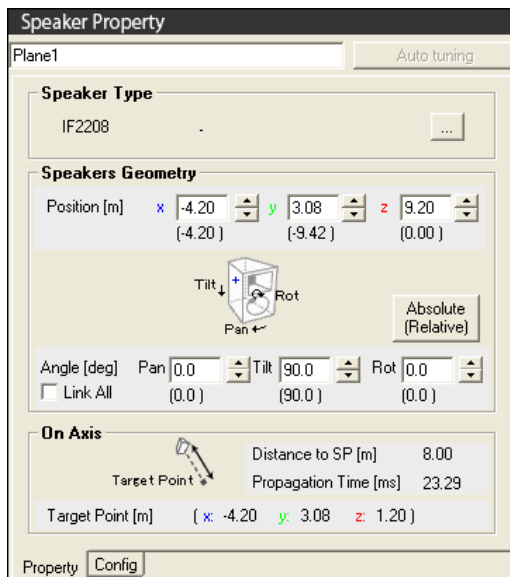 Speaker Property
Plane1 Auto tuning
Speaker Type
IF2208 - ...
Speakers Geometry
Position [m] x -4.20 y 3.08 z 9.20
(-4.20 ) (-9.42 ) (0.00 )
Tilt
Rot
Pan
Absolute
(Relative)
Angle [deg] Pan 0.0 Tilt 90.0 Rot 0.0
Link All (0.0 ) (90.0 ) (0.0 )
On Axis
Distance to SP [m] 8.00
Target Point
Propagation Time [ms] 23.29
Target Point [m] ( x: -4.20 y: 3.08 z: 1.20 )
Property Config